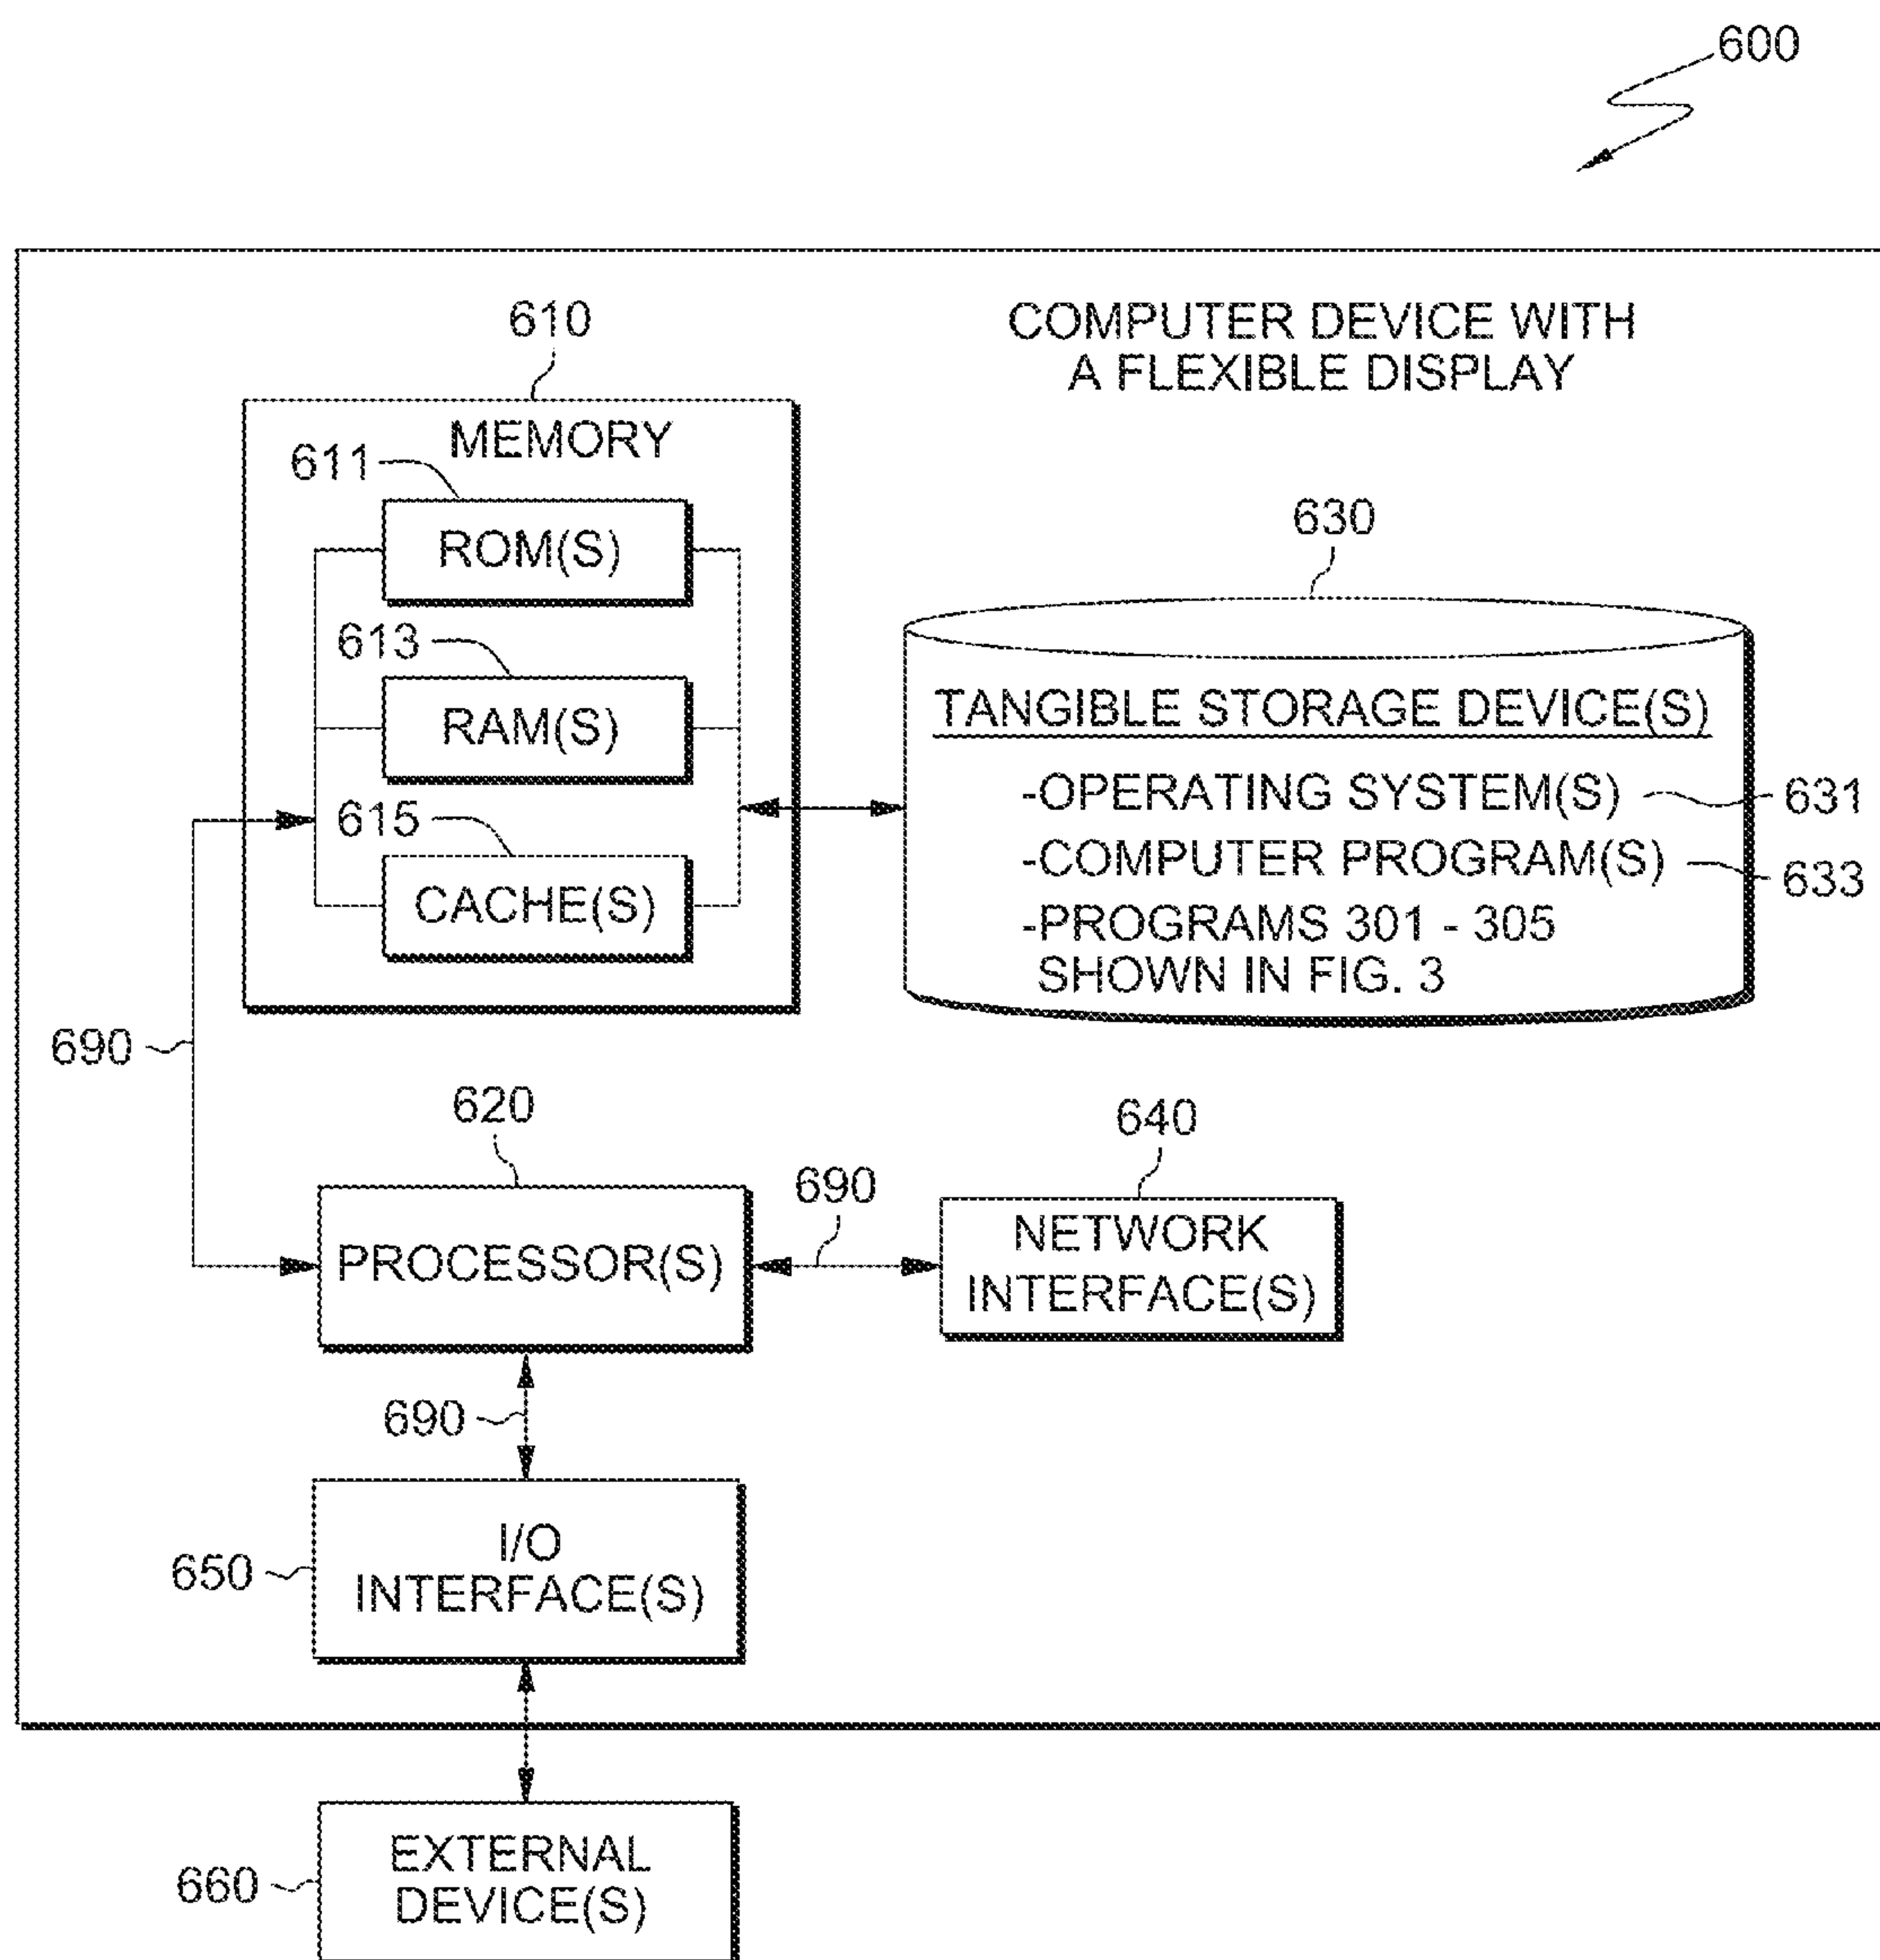 600
COMPUTER DEVICE WITH
A FLEXIBLE DISPLAY
610
MEMORY
611
ROM(S)
613
RAM(S)
615
CACHE(S)
630
TANGIBLE STORAGE DEVICE(S)
-OPERATING SYSTEM(S)
631
-COMPUTER PROGRAM(S)
633
-PROGRAMS 301 - 305
SHOWN IN FIG. 3
690
620
PROCESSOR(S)
690
640
NETWORK
INTERFACE(S)
690
650
I/O
INTERFACE(S)
660
EXTERNAL
DEVICE(S)